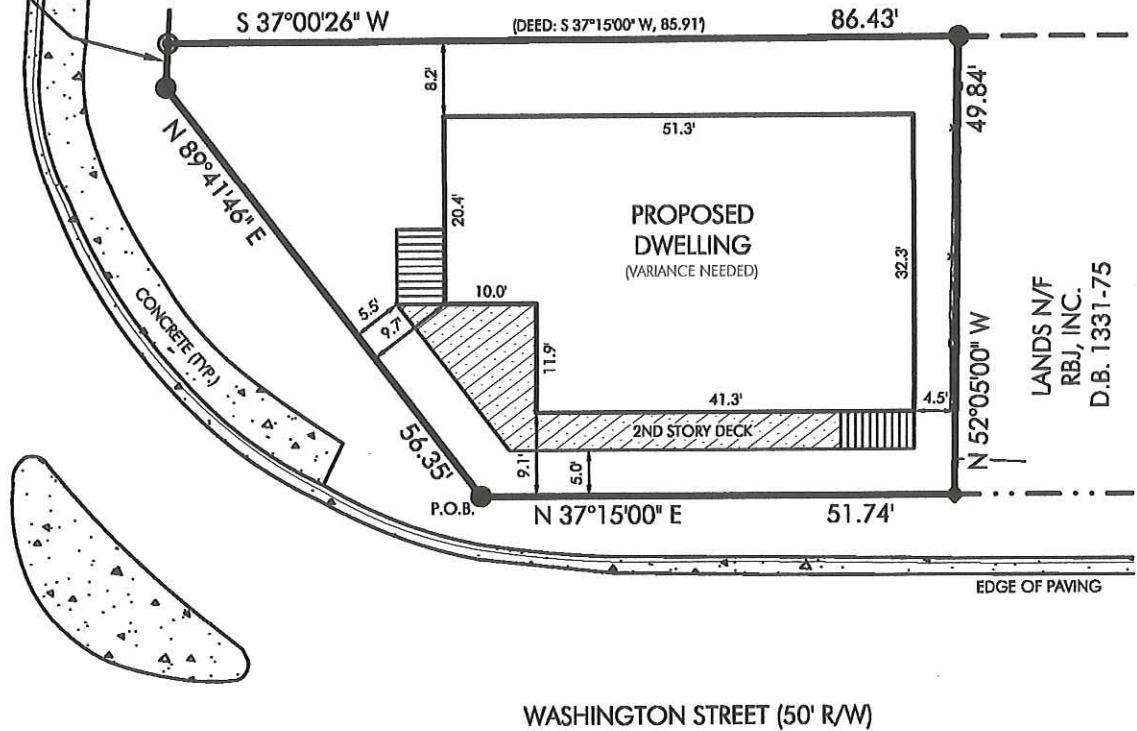 S 37°00'26" W
(DEED: S 37°15'00" W, 85.91')
86.43'
8.2'
49.84'
51.3'
N 89°41'46" E
20.4'
PROPOSED
DWELLING
(VARIANCE NEEDED)
32.3'
LANDS N/F
RBJ, INC.
D.B. 1331-75
CONCRETE (TYP.)
5.5'
9.7'
10.0'
11.9'
41.3'
4.5'
N 52°05'00" W
2ND STORY DECK
56.35'
9.1'
5.0'
P.O.B.
N 37°15'00" E
51.74'
EDGE OF PAVING
WASHINGTON STREET (50' R/W)